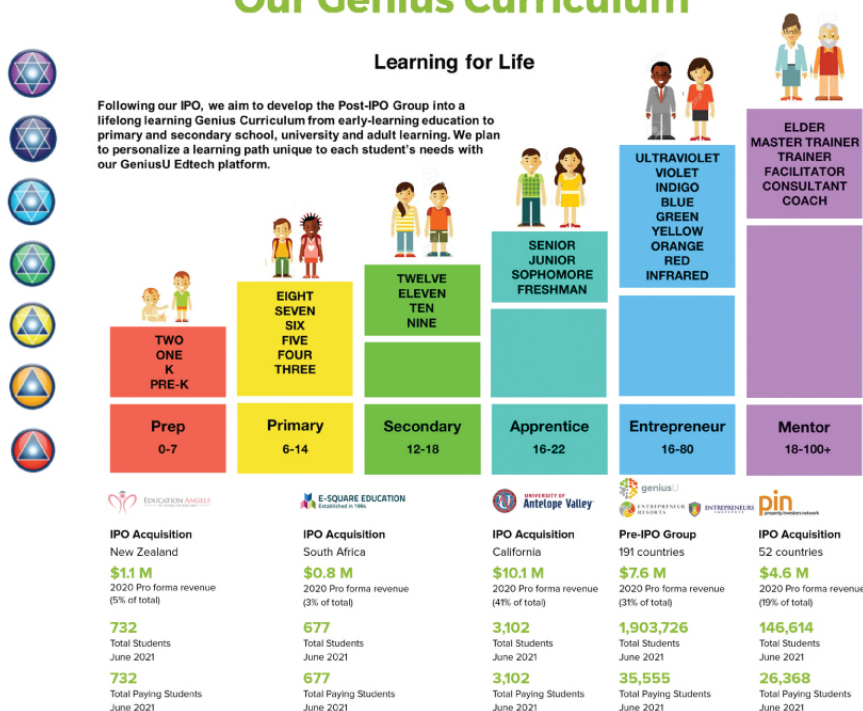 Our Genius Curriculum
Learning for Life
Following our IPO, we aim to develop the Post-IPO Group into a
lifelong learning Genius Curriculum from early-learning education to
primary and secondary school, university and adult learning. We plan
to personalize a learning path unique to each student's needs with
our GeniusU Edtech platform.
TWO
ONE
K
PRE-K
Prep
0-7
EIGHT
SEVEN
SIX
FIVE
FOUR
THREE
Primary
6-14
TWELVE
ELEVEN
TEN
NINE
Secondary
12-18
SENIOR
JUNIOR
SOPHOMORE
FRESHMAN
Apprentice
16-22
ULTRAVIOLET
VIOLET
INDIGO
BLUE
GREEN
YELLOW
ORANGE
RED
INFRARED
Entrepreneur
16-80
ELDER
MASTER TRAINER
TRAINER
FACILITATOR
CONSULTANT
COACH
Mentor
18-100+
EDUCATION ANGELS
IPO Acquisition
New Zealand
$1.1 M
2020 Pro forma revenue
(5% of total)
732
Total Students
June 2021
732
Total Paying Students
June 2021
E-SQUARE EDUCATION
Established in 1994
IPO Acquisition
South Africa
$0.8 M
2020 Pro forma revenue
(3% of total)
677
Total Students
June 2021
677
Total Paying Students
June 2021
UNIVERSITY OF
Antelope Valley
IPO Acquisition
California
$10.1 M
2020 Pro forma revenue
(41% of total)
3,102
Total Students
June 2021
3,102
Total Paying Students
June 2021
geniusU
ENTREPRENEUR
RESORTS
ENTREPRENEURS
INSTITUTE
Pre-IPO Group
191 countries
$7.6 M
2020 Pro forma revenue
(31% of total)
1,903,726
Total Students
June 2021
35,555
Total Paying Students
June 2021
pin
property investors network
IPO Acquisition
52 countries
$4.6 M
2020 Pro forma revenue
(19% of total)
146,614
Total Students
June 2021
26,368
Total Paying Students
June 2021